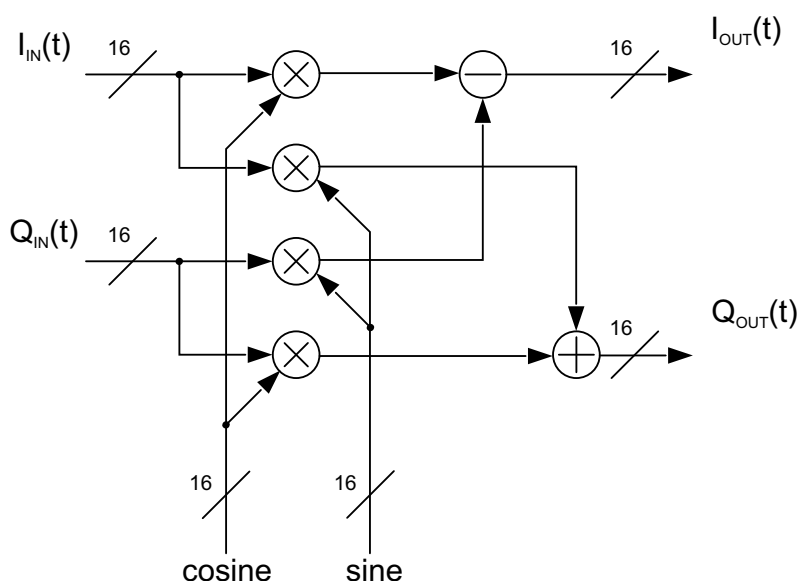 I_IN(t)
16
16
I_OUT(t)
Q_IN(t)
16
16
Q_OUT(t)
16
16
cosine
sine